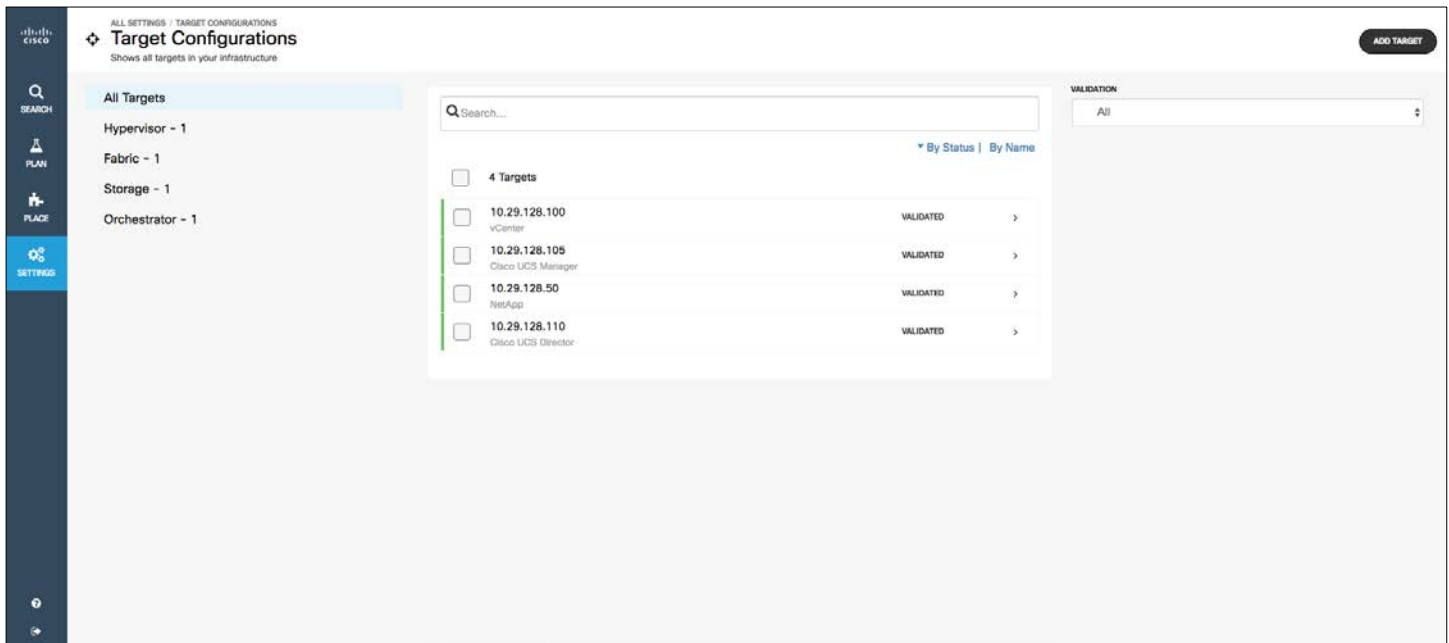 cisco
SEARCH
PLAN
PLACE
SETTINGS
ALL SETTINGS / TARGET CONFIGURATIONS
Target Configurations
Shows all targets in your infrastructure
ADD TARGET
All Targets
Hypervisor - 1
Fabric - 1
Storage - 1
Orchestrator - 1
Search...
By Status | By Name
4 Targets
10.29.128.100
vCenter
VALIDATED
10.29.128.105
Cisco UCS Manager
VALIDATED
10.29.128.50
NetApp
VALIDATED
10.29.128.110
Cisco UCS Director
VALIDATED
VALIDATION
All